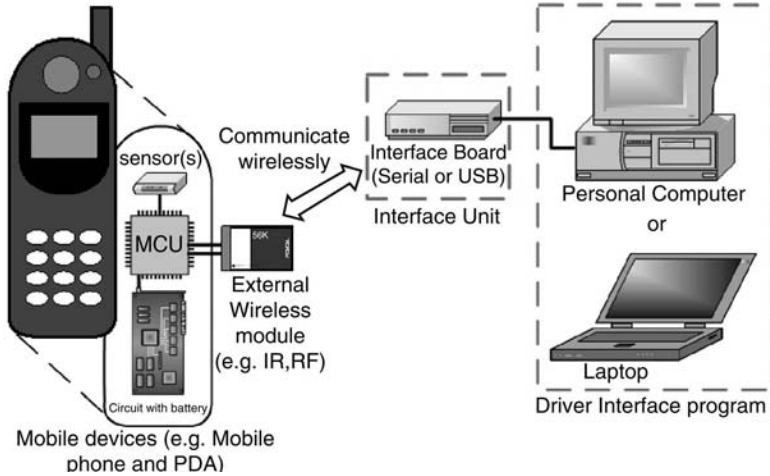 sensor(s)
MCU
Circuit with battery
Mobile devices (e.g. Mobile
phone and PDA)
56K
External
Wireless
module
(e.g. IR,RF)
Communicate
wirelessly
Interface Board
(Serial or USB)
Interface Unit
Personal Computer
or
Laptop
Driver Interface program